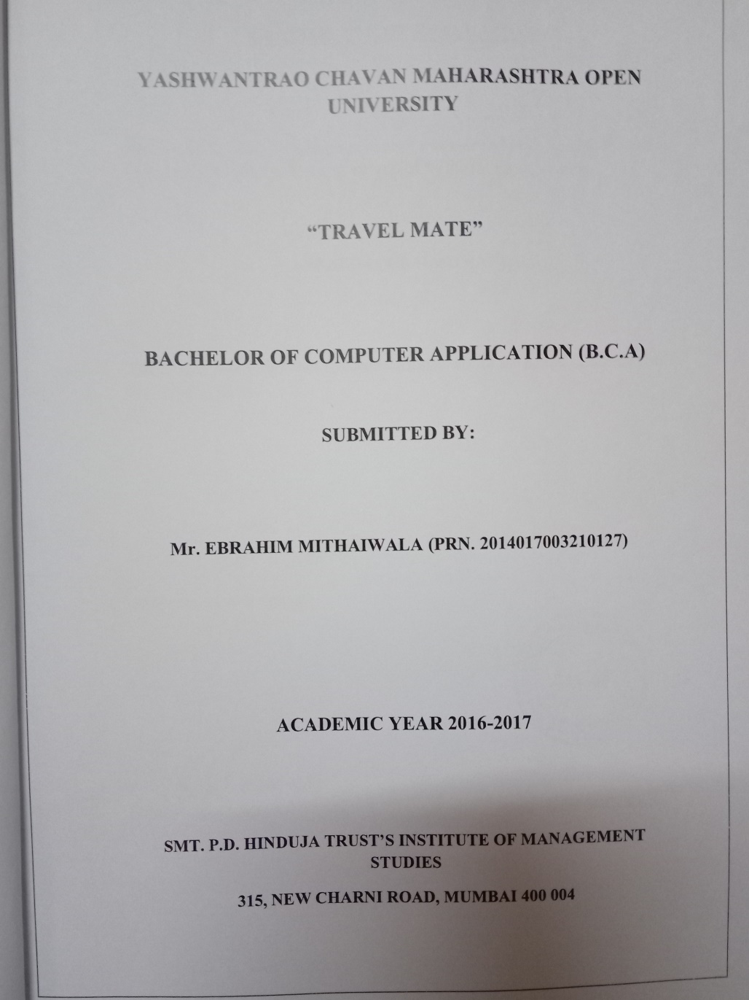 YASHWANTRAO CHAVAN MAHARASHTRA OPEN
UNIVERSITY
“TRAVEL MATE”
BACHELOR OF COMPUTER APPLICATION (B.C.A)
SUBMITTED BY:
Mr. EBRAHIM MITHAIWALA (PRN. 2014017003210127)
ACADEMIC YEAR 2016-2017
SMT. P.D. HINDUJA TRUST’S INSTITUTE OF MANAGEMENT
STUDIES
315, NEW CHARNI ROAD, MUMBAI 400 004